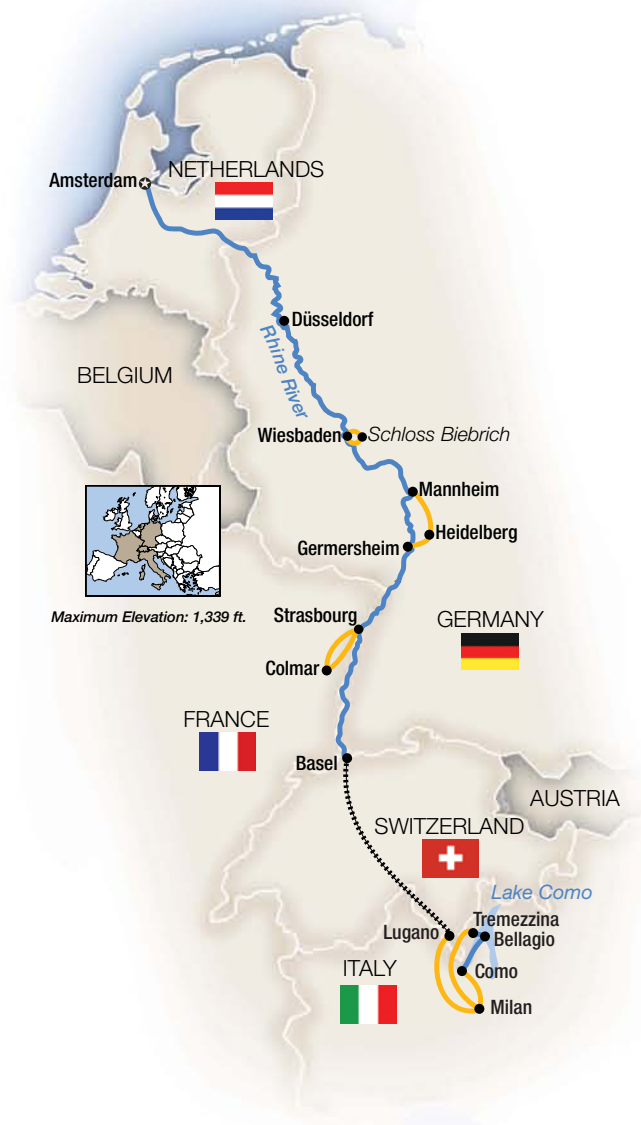 Amsterdam
NETHERLANDS
Düsseldorf
Rhine River
BELGIUM
Wiesbaden
Schloss Biebrich
Mannheim
Heidelberg
Germersheim
Maximum Elevation: 1,339 ft.
Strasbourg
GERMANY
Colmar
FRANCE
Basel
AUSTRIA
SWITZERLAND
Lake Como
Tremezzina
Lugano
Bellagio
ITALY
Como
Milan